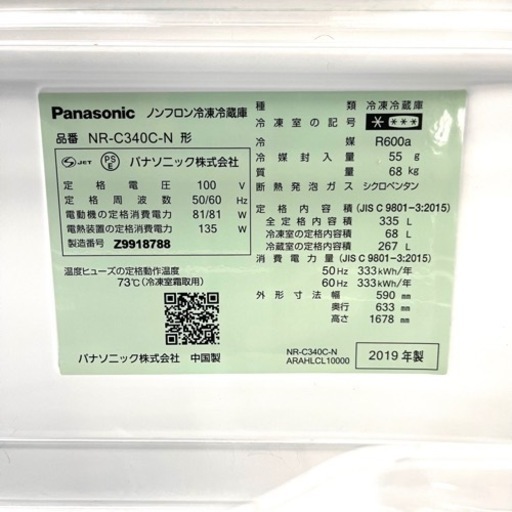 Panasonic ノンフロン冷凍冷蔵庫
品番 NR-C340C-N 形
JET PSE パナソニック株式会社
定格電圧 100 V
定格周波数 50/60 Hz
電動機の定格消費電力 81/81 W
電熱装置の定格消費電力 135 W
製造番号 Z9918788
温度ヒューズの定格動作温度
73℃(冷凍室霜取用)
パナソニック株式会社 中国製
種類 冷凍冷蔵庫
冷凍室の記号
冷媒 R600a
冷媒封入量 55 g
質量 68 kg
断熱発泡ガス シクロペンタン
定格内容積 (JIS C 9801-3:2015)
全定格内容積 335 L
冷凍室の定格内容積 68 L
冷蔵室の定格内容積 267 L
消費電力量 (JIS C 9801-3:2015)
50Hz 333kWh/年
60Hz 333kWh/年
外形寸法 幅 590 mm
奥行 633 mm
高さ 1678 mm
NR-C340C-N
ARAHLCL10000
2019年製